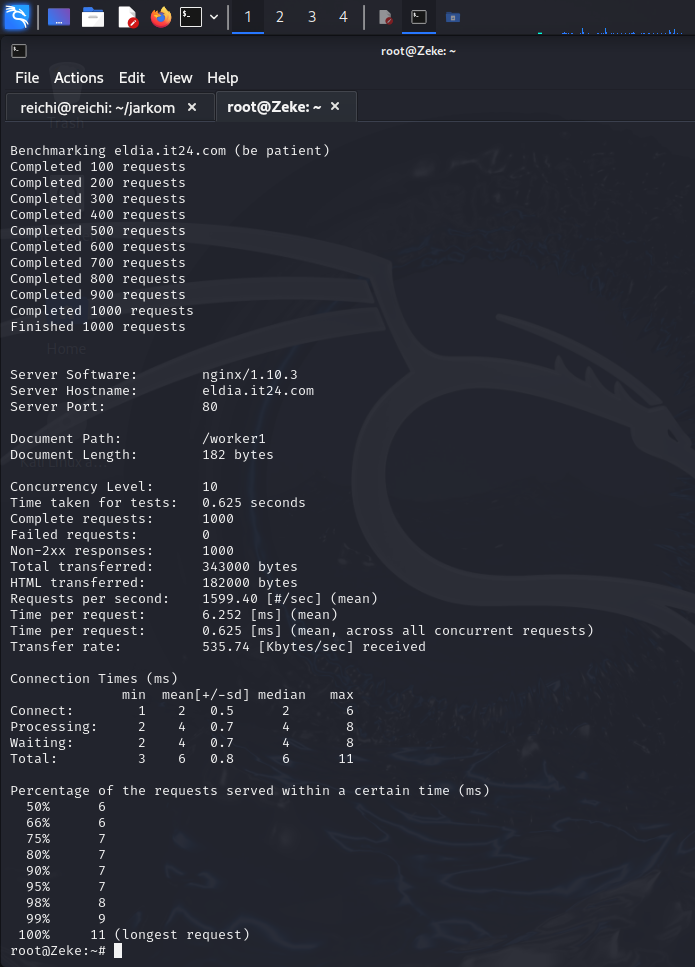 1 2 3 4
root@Zeke: ~
File Actions Edit View Help
reichi@reichi: ~/jarkom × root@Zeke: ~ ×
Trash
Benchmarking eldia.it24.com (be patient)
Completed 100 requests
Completed 200 requests
Completed 300 requests
Completed 400 requests
Completed 500 requests
Completed 600 requests
Completed 700 requests
Completed 800 requests
Completed 900 requests
Completed 1000 requests
Finished 1000 requests
Home
Server Software: nginx/1.10.3
Server Hostname: eldia.it24.com
Server Port: 80
Document Path: /worker1
Document Length: 182 bytes
Concurrency Level: 10
Time taken for tests: 0.625 seconds
Complete requests: 1000
Failed requests: 0
Non-2xx responses: 1000
Total transferred: 343000 bytes
HTML transferred: 182000 bytes
Requests per second: 1599.40 [#/sec] (mean)
Time per request: 6.252 [ms] (mean)
Time per request: 0.625 [ms] (mean, across all concurrent requests)
Transfer rate: 535.74 [Kbytes/sec] received
Connection Times (ms)
min mean[+/-sd] median max
Connect: 1 2 0.5 2 6
Processing: 2 4 0.7 4 8
Waiting: 2 4 0.7 4 8
Total: 3 6 0.8 6 11
Percentage of the requests served within a certain time (ms)
50% 6
66% 6
75% 7
80% 7
90% 7
95% 7
98% 8
99% 9
100% 11 (longest request)
root@Zeke:~#